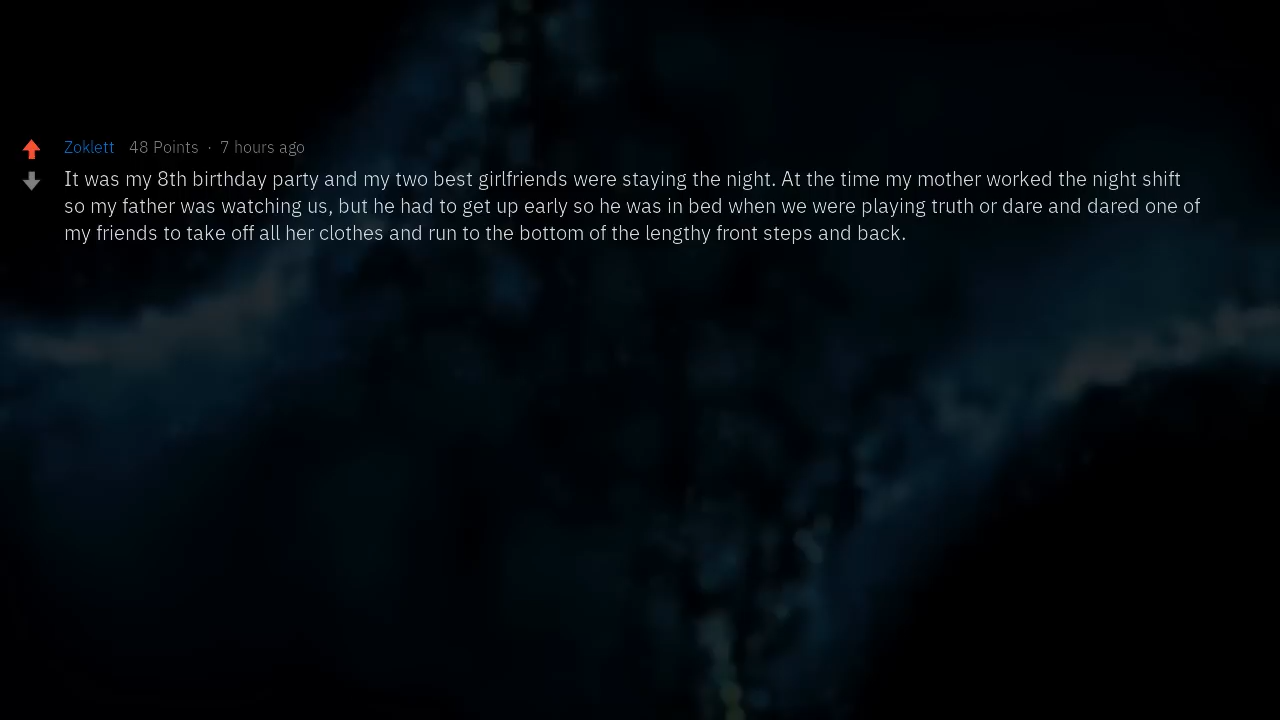 Zoklett 48 Points · 7 hours ago
It was my 8th birthday party and my two best girlfriends were staying the night. At the time my mother worked the night shift
so my father was watching us, but he had to get up early so he was in bed when we were playing truth or dare and dared one of
my friends to take off all her clothes and run to the bottom of the lengthy front steps and back.